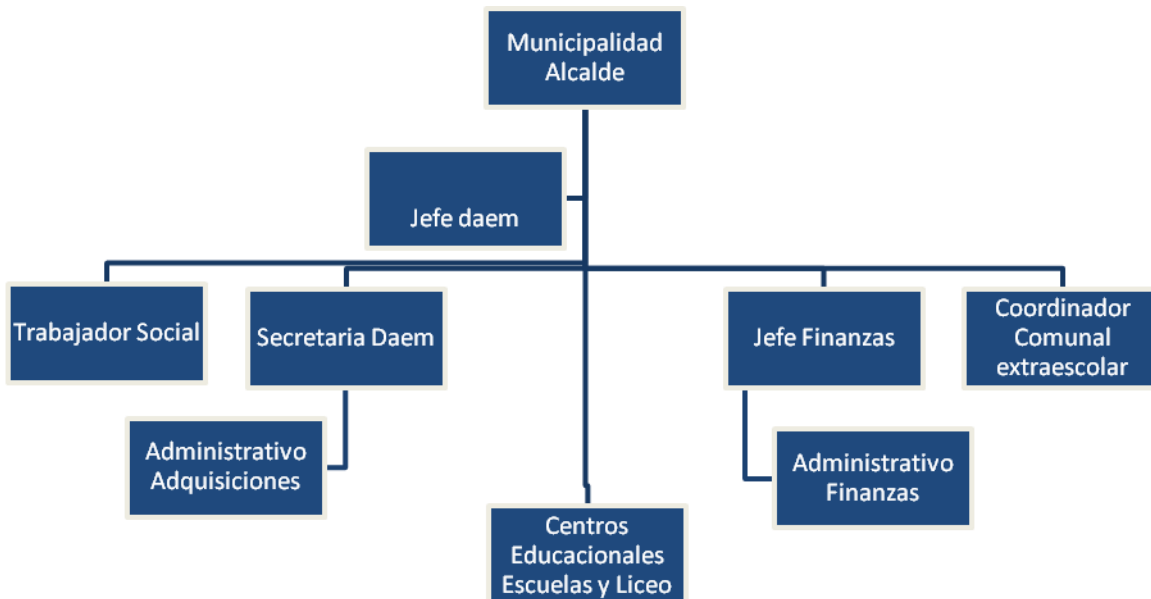 Municipalidad
Alcalde
Jefe daem
Trabajador Social
Secretaria Daem
Jefe Finanzas
Coordinador
Comunal
extraescolar
Administrativo
Adquisiciones
Administrativo
Finanzas
Centros
Educacionales
Escuelas y Liceo